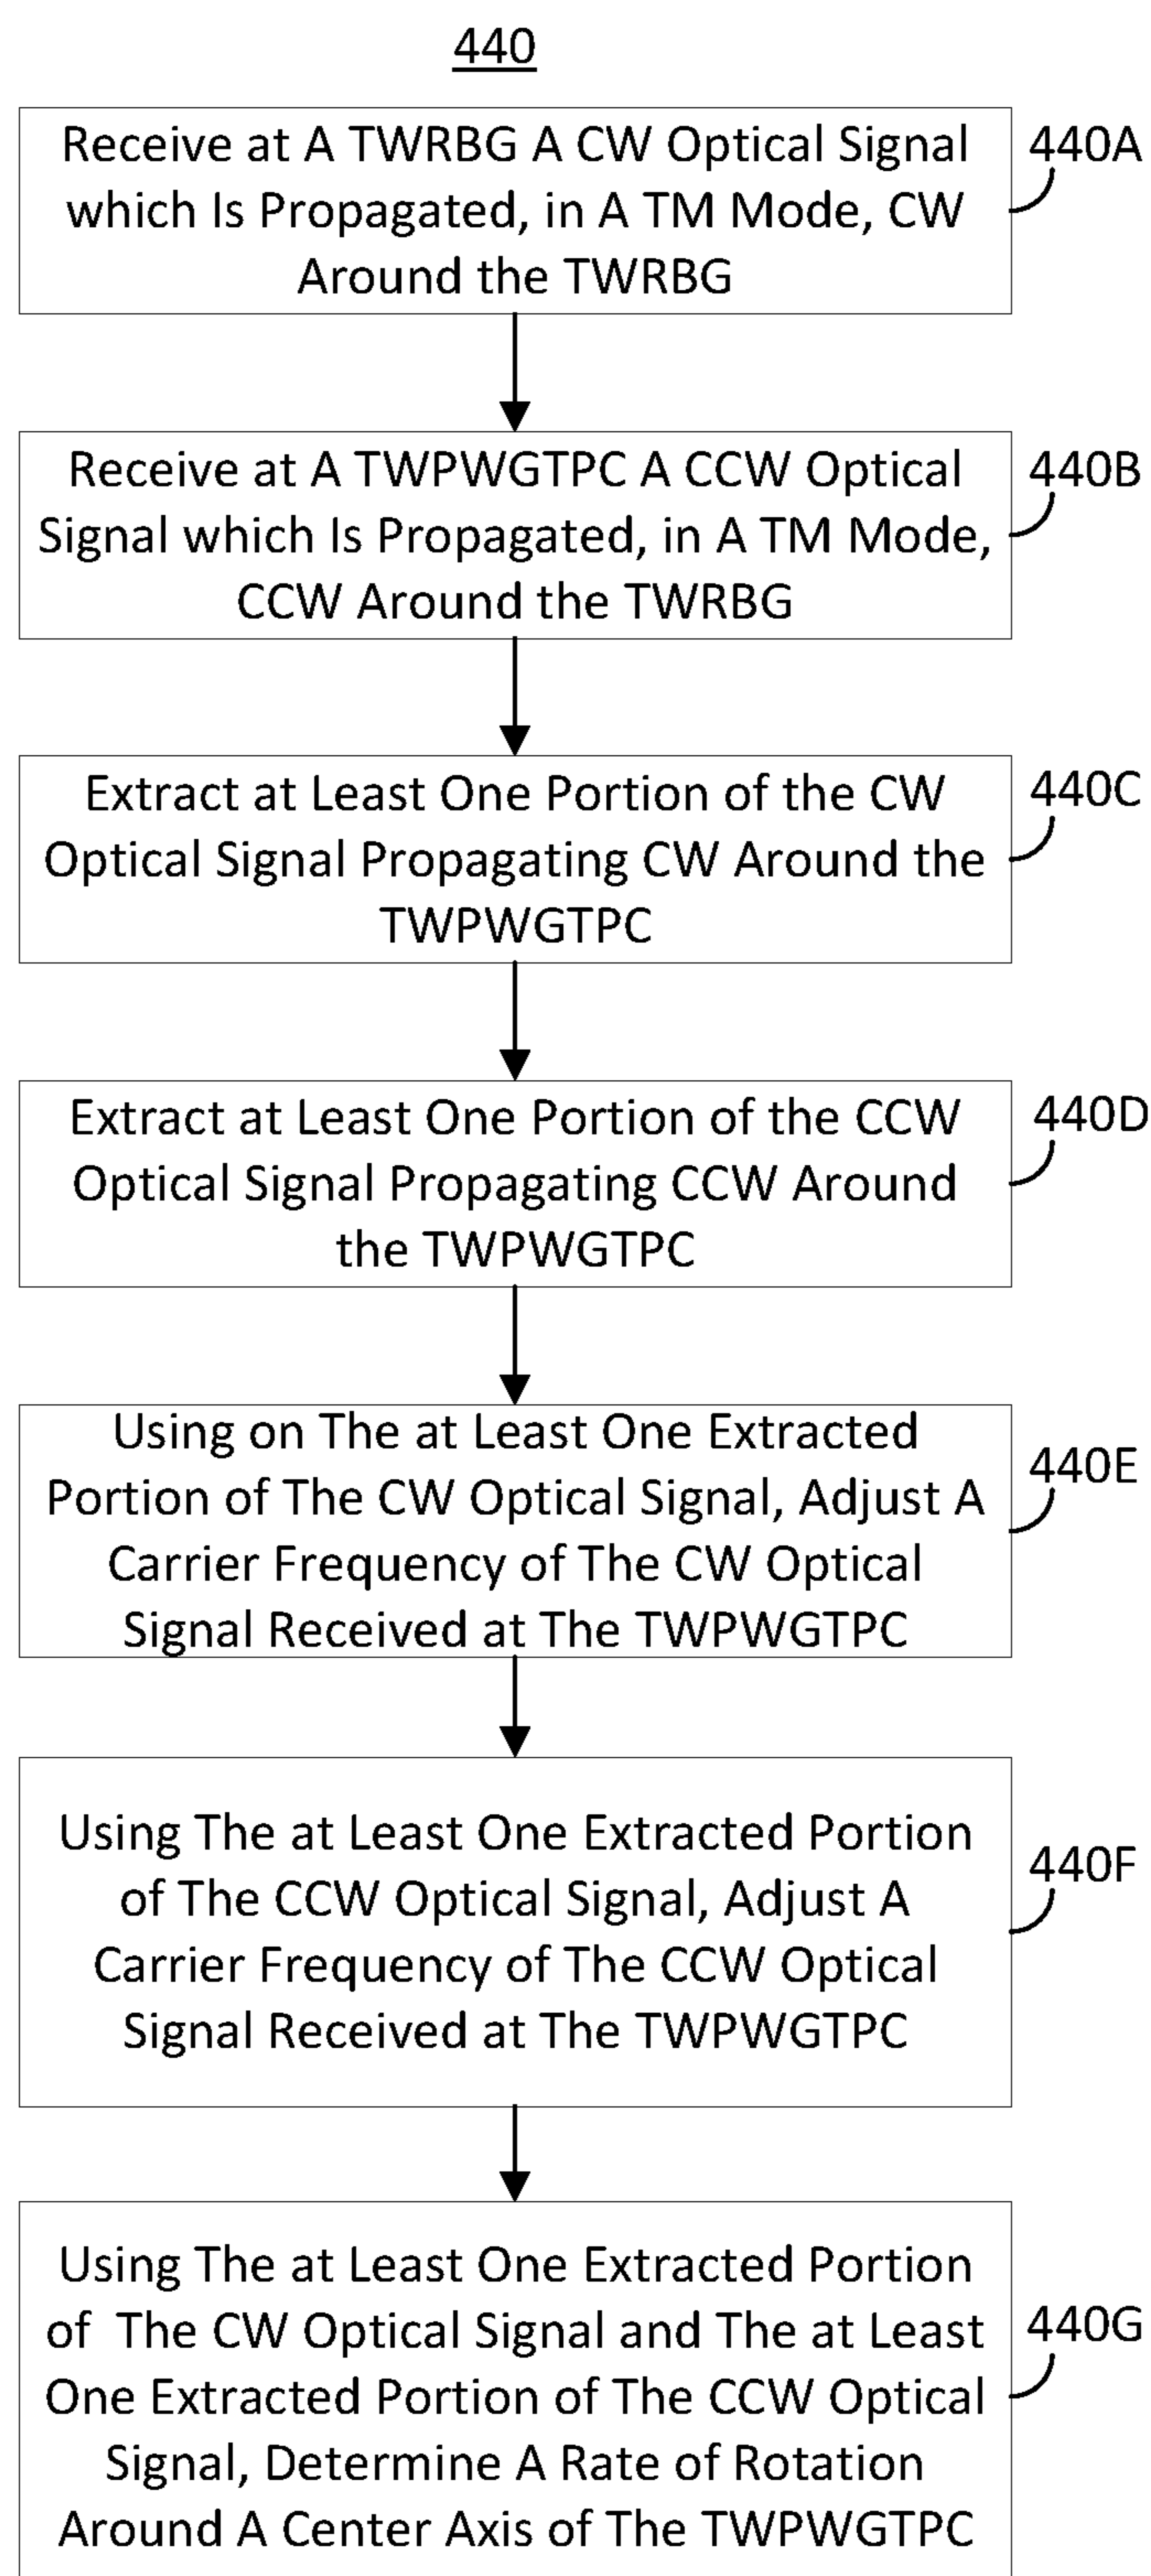 440
Receive at A TWRBG A CW Optical Signal
which Is Propagated, in A TM Mode, CW
Around the TWRBG
440A
Receive at A TWPWGTPC A CCW Optical
Signal which Is Propagated, in A TM Mode,
CCW Around the TWRBG
440B
Extract at Least One Portion of the CW
Optical Signal Propagating CW Around the
TWPWGTPC
440C
Extract at Least One Portion of the CCW
Optical Signal Propagating CCW Around
the TWPWGTPC
440D
Using on The at Least One Extracted
Portion of The CW Optical Signal, Adjust A
Carrier Frequency of The CW Optical
Signal Received at The TWPWGTPC
440E
Using The at Least One Extracted Portion
of The CCW Optical Signal, Adjust A
Carrier Frequency of The CCW Optical
Signal Received at The TWPWGTPC
440F
Using The at Least One Extracted Portion
of The CW Optical Signal and The at Least
One Extracted Portion of The CCW Optical
Signal, Determine A Rate of Rotation
Around A Center Axis of The TWPWGTPC
440G